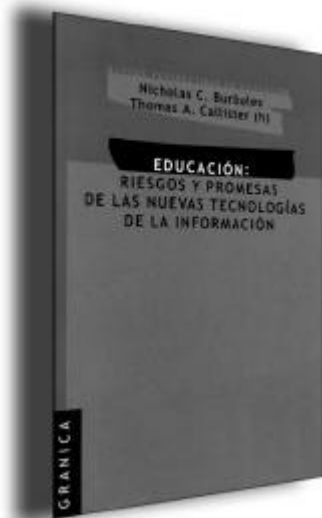 Nicholas C. Burbules
Thomas A. Callister (h)
EDUCACIÓN:
RIESGOS Y PROMESAS
DE LAS NUEVAS TECNOLOGÍAS
DE LA INFORMACIÓN
GRANICA